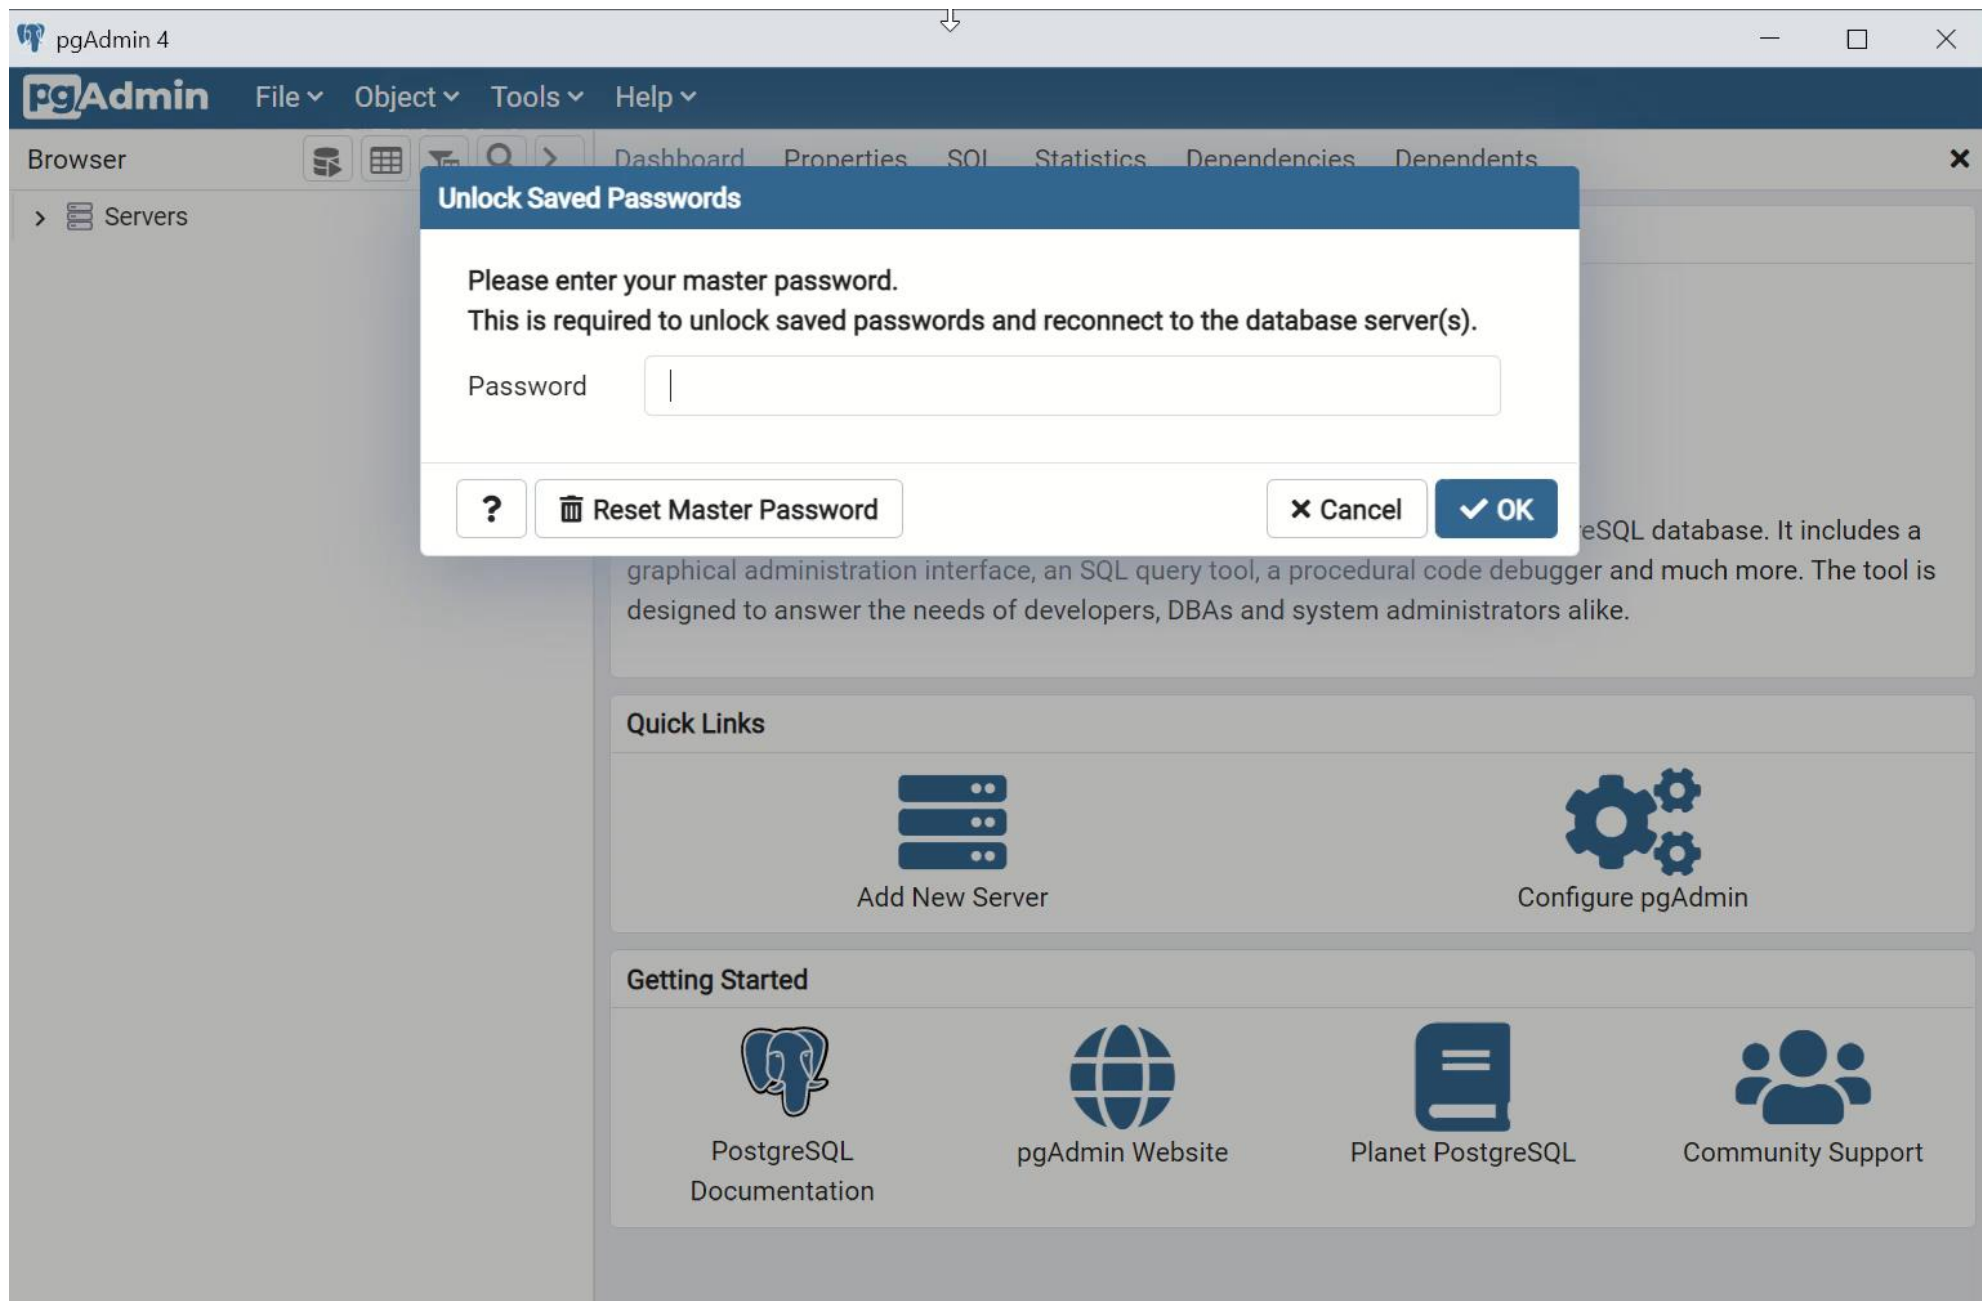 pgAdmin 4
pgAdmin File Object Tools Help
Browser Dashboard Properties SQL Statistics Dependencies Dependents
Servers
Unlock Saved Passwords
Please enter your master password.
This is required to unlock saved passwords and reconnect to the database server(s).
Password
? Reset Master Password Cancel OK
eSQL database. It includes a
graphical administration interface, an SQL query tool, a procedural code debugger and much more. The tool is
designed to answer the needs of developers, DBAs and system administrators alike.
Quick Links
Add New Server Configure pgAdmin
Getting Started
PostgreSQL
Documentation
pgAdmin Website
Planet PostgreSQL
Community Support